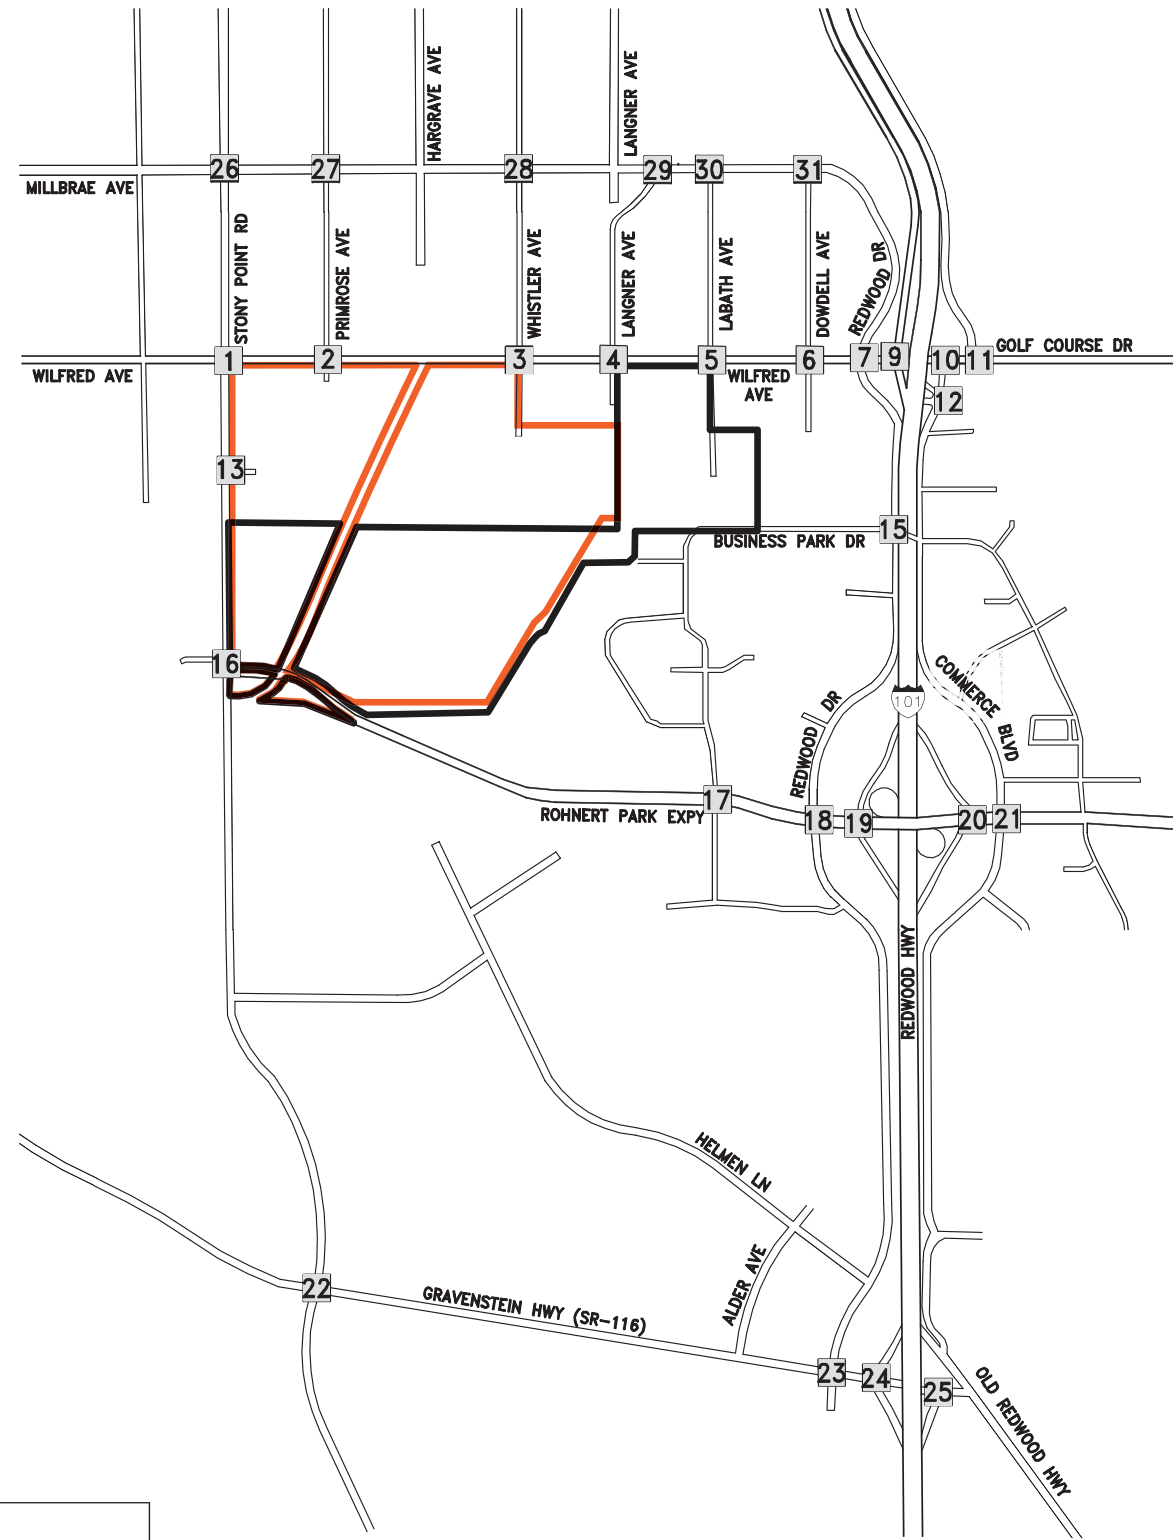 HARGRAVE AVE
LANGNER AVE
26
27
28
29
30
31
MILLBRAE AVE
STONY POINT RD
PRIMROSE AVE
WHISTLER AVE
LANGNER AVE
LABATH AVE
DOWDELL AVE
REDWOOD DR
1
2
3
4
5
6
7
9
10
11
GOLF COURSE DR
WILFRED AVE
WILFRED
AVE
12
13
15
BUSINESS PARK DR
16
COMMERCE BLVD
101
REDWOOD DR
17
ROHNERT PARK EXPY
18
19
20
21
REDWOOD HWY
HELMEN LN
ALDER AVE
22
GRAVENSTEIN HWY (SR-116)
23
24
25
OLD REDWOOD HWY